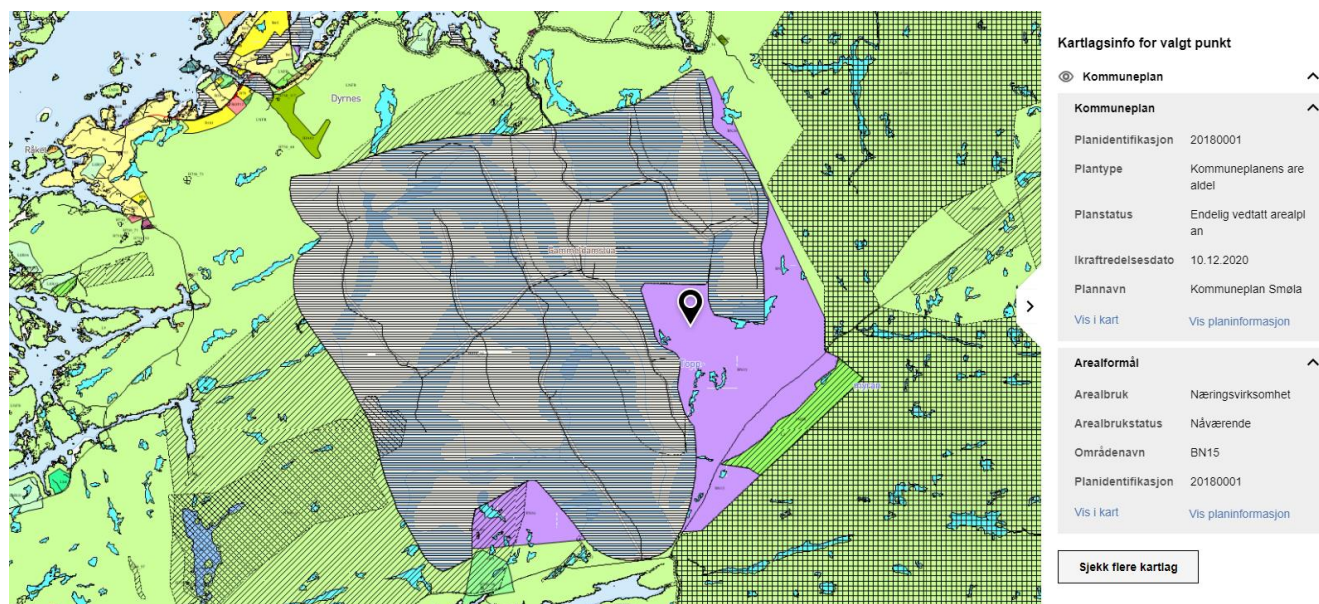 Dyrnes
Gammeldamstua
Kartlagsinfo for valgt punkt
Kommuneplan
Kommuneplan
Planidentifikasjon 20180001
Plantype Kommuneplanens are
aldel
Planstatus Endelig vedtatt arealpl
an
Ikraftredelsesdato 10.12.2020
Plannavn Kommuneplan Smøla
Vis i kart Vis planinformasjon
Arealformål
Arealbruk Næringsvirksomhet
Arealbrukstatus Nåværende
Områdenavn BN15
Planidentifikasjon 20180001
Vis i kart Vis planinformasjon
Sjekk flere kartlag